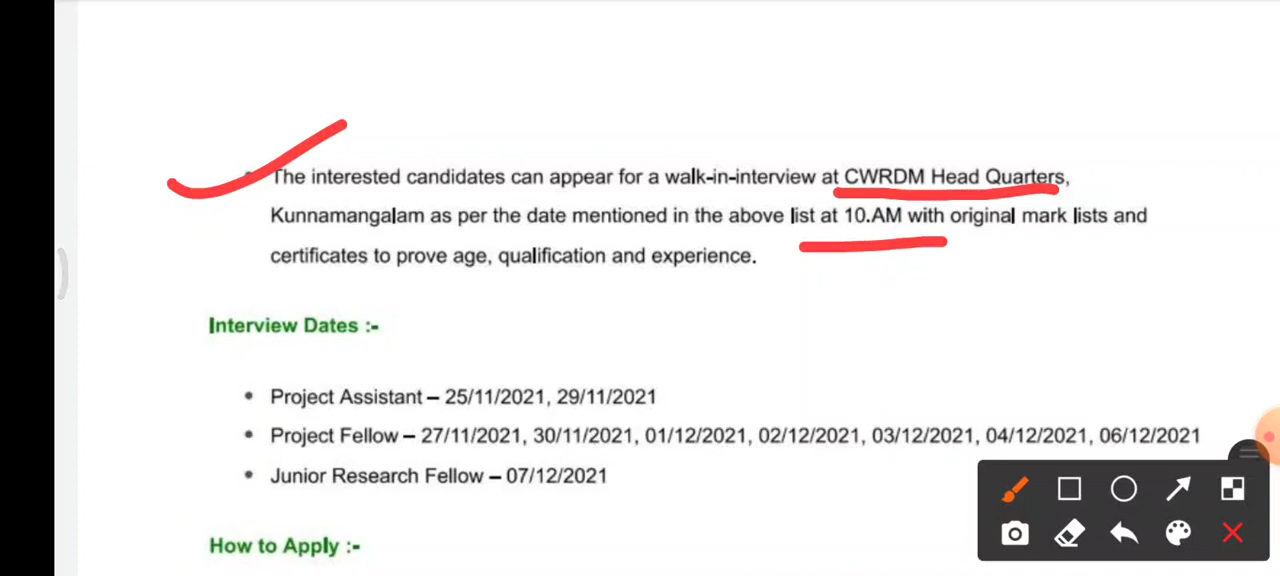 The interested candidates can appear for a walk-in-interview at CWRDM Head Quarters,
Kunnamangalam as per the date mentioned in the above list at 10.AM with original mark lists and
certificates to prove age, qualification and experience.
Interview Dates :-
• Project Assistant – 25/11/2021, 29/11/2021
• Project Fellow – 27/11/2021, 30/11/2021, 01/12/2021, 02/12/2021, 03/12/2021, 04/12/2021, 06/12/2021
• Junior Research Fellow – 07/12/2021
How to Apply :-